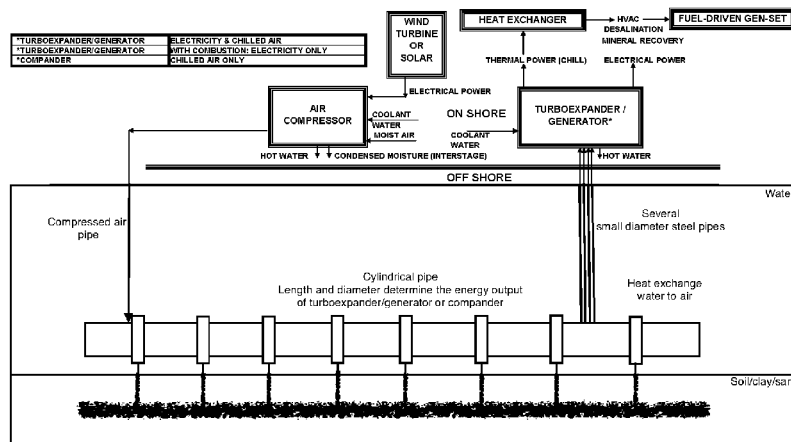 WIND
TURBINE
OR
SOLAR
HEAT EXCHANGER
HVAC
DESALINATION
MINERAL RECOVERY
FUEL-DRIVEN GEN-SET
*TURBOEXPANDER/GENERATOR ELECTRICITY & CHILLED AIR
*TURBOEXPANDER/GENERATOR WITH COMBUSTION: ELECTRICITY ONLY
*COMPANDER CHILLED AIR ONLY
THERMAL POWER (CHILL)
ELECTRICAL POWER
ELECTRICAL POWER
AIR
COMPRESSOR
COOLANT
WATER
MOIST AIR
ON SHORE
COOLANT
WATER
TURBOEXPANDER /
GENERATOR*
HOT WATER
CONDENSED MOISTURE (INTERSTAGE)
HOT WATER
OFF SHORE
Water
Compressed air
pipe
Several
small diameter steel pipes
Cylindrical pipe
Length and diameter determine the energy output
of turboexpander/generator or compander
Heat exchange
water to air
Soil/clay/san